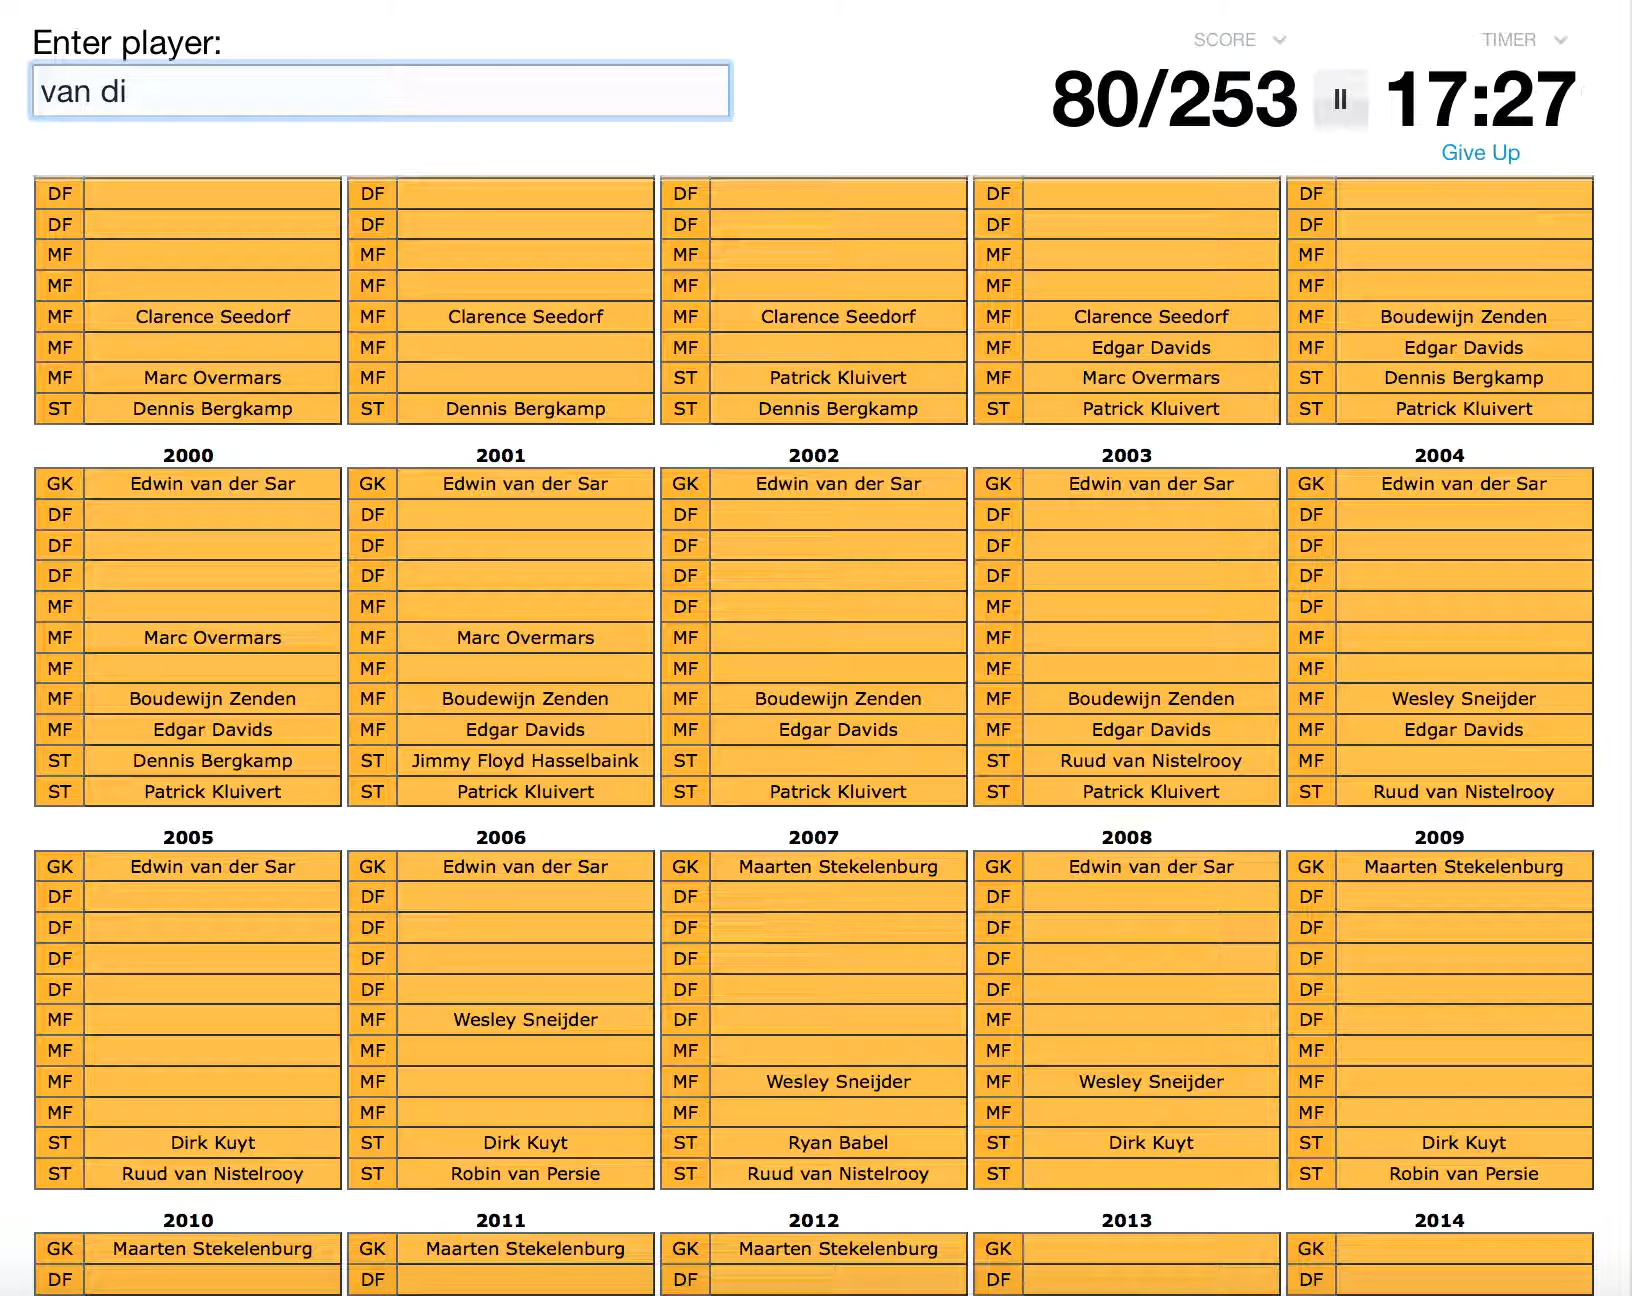 Enter player:
SCORE
TIMER
van di
80/253
17:27
Give Up
DF DF DF DF DF
DF DF DF DF DF
MF MF MF MF MF
MF MF MF MF MF
MF Clarence Seedorf MF Clarence Seedorf MF Clarence Seedorf MF Clarence Seedorf MF Boudewijn Zenden
MF MF MF MF Edgar Davids MF Edgar Davids
MF Marc Overmars MF ST Patrick Kluivert MF Marc Overmars ST Dennis Bergkamp
ST Dennis Bergkamp ST Dennis Bergkamp ST Dennis Bergkamp ST Patrick Kluivert ST Patrick Kluivert
2000 2001 2002 2003 2004
GK Edwin van der Sar GK Edwin van der Sar GK Edwin van der Sar GK Edwin van der Sar GK Edwin van der Sar
DF DF DF DF DF
DF DF DF DF DF
DF DF DF DF DF
MF MF DF MF DF
MF Marc Overmars MF Marc Overmars MF MF MF
MF MF MF MF MF
MF Boudewijn Zenden MF Boudewijn Zenden MF Boudewijn Zenden MF Boudewijn Zenden MF Wesley Sneijder
MF Edgar Davids MF Edgar Davids MF Edgar Davids MF Edgar Davids MF Edgar Davids
ST Dennis Bergkamp ST Jimmy Floyd Hasselbaink ST ST Ruud van Nistelrooy MF
ST Patrick Kluivert ST Patrick Kluivert ST Patrick Kluivert ST Patrick Kluivert ST Ruud van Nistelrooy
2005 2006 2007 2008 2009
GK Edwin van der Sar GK Edwin van der Sar GK Maarten Stekelenburg GK Edwin van der Sar GK Maarten Stekelenburg
DF DF DF DF DF
DF DF DF DF DF
DF DF DF DF DF
DF DF DF DF DF
MF MF Wesley Sneijder DF MF DF
MF MF MF MF MF
MF MF MF Wesley Sneijder MF Wesley Sneijder MF
MF MF MF MF MF
ST Dirk Kuyt ST Dirk Kuyt ST Ryan Babel ST Dirk Kuyt ST Dirk Kuyt
ST Ruud van Nistelrooy ST Robin van Persie ST Ruud van Nistelrooy ST ST Robin van Persie
2010 2011 2012 2013 2014
GK Maarten Stekelenburg GK Maarten Stekelenburg GK Maarten Stekelenburg GK GK
DF DF DF DF DF